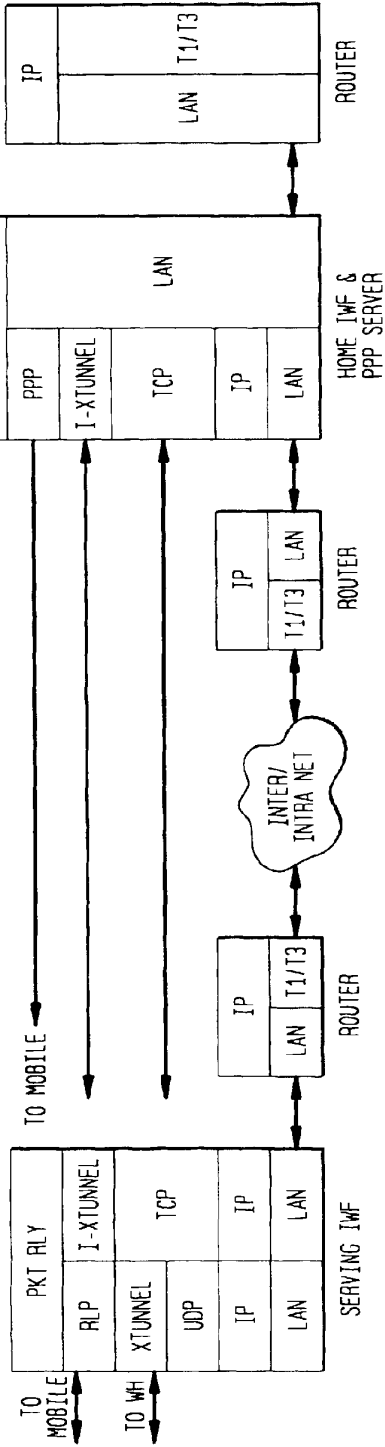 TO
MOBILE
TO WH
PKT RLY
RLP
I-XTUNNEL
XTUNNEL
TCP
UDP
IP
IP
LAN
LAN
SERVING IWF
TO MOBILE
IP
LAN
T1/T3
ROUTER
INTER/
INTRA NET
IP
T1/T3
LAN
ROUTER
PPP
I-XTUNNEL
TCP
IP
LAN
LAN
HOME IWF &
PPP SERVER
IP
LAN
T1/T3
ROUTER